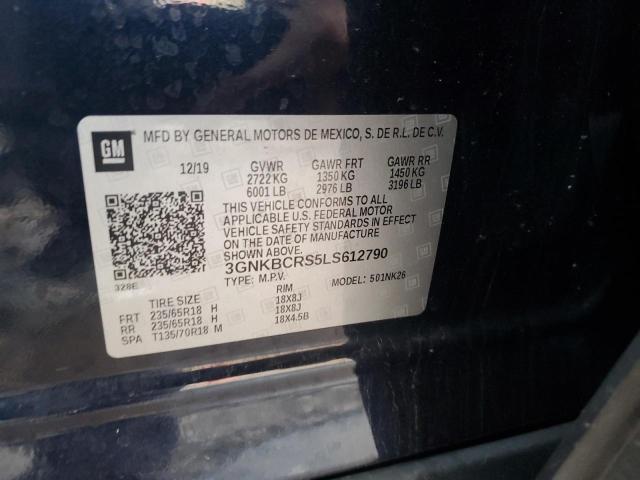 GM MFD BY GENERAL MOTORS DE MEXICO, S. DE R.L. DE C.V.
12/19 GVWR GAWR FRT GAWR RR
2722 KG 1350 KG 1450 KG
6001 LB 2976 LB 3196 LB
THIS VEHICLE CONFORMS TO ALL
APPLICABLE U.S. FEDERAL MOTOR
VEHICLE SAFETY STANDARDS IN EFFECT
ON THE DATE OF MANUFACTURE
SHOWN ABOVE.
3GNKBCRS5LS612790
328E TYPE: M.P.V. MODEL: 501NK26
TIRE SIZE RIM
FRT 235/65R18 H 18X8J
RR 235/65R18 H 18X8J
SPA T135/70R18 M 18X4.5B